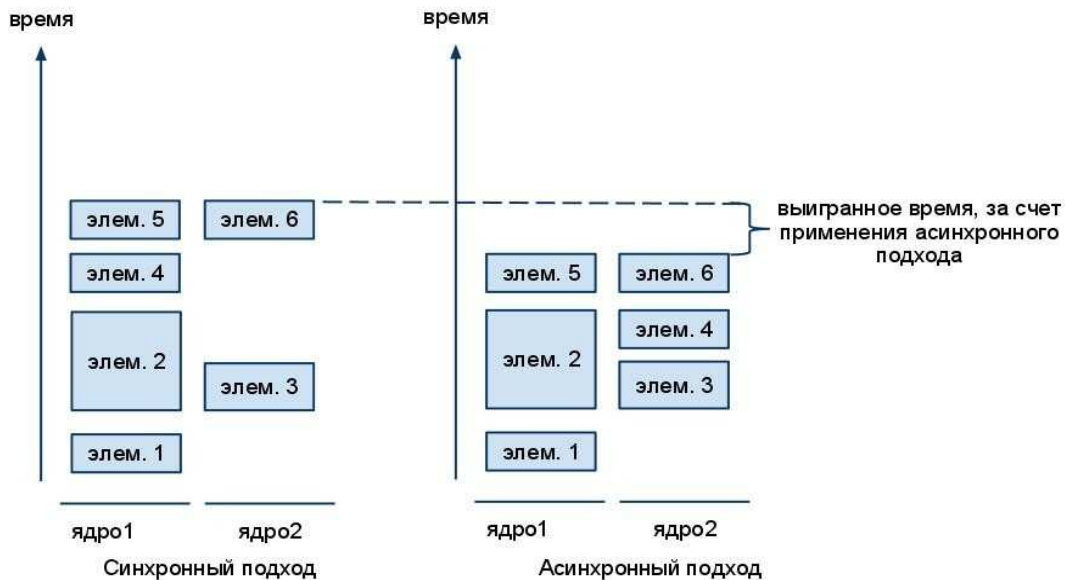 время
время
элем. 5
элем. 6
элем. 4
элем. 2
элем. 3
элем. 1
ядро1
ядро2
Синхронный подход
элем. 5
элем. 6
элем. 2
элем. 4
элем. 3
элем. 1
ядро1
ядро2
Асинхронный подход
выигранное время, за счет
применения асинхронного
подхода